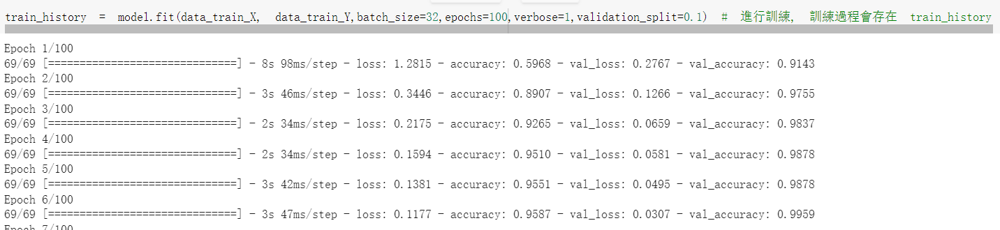 train_history = model.fit(data_train_X, data_train_Y,batch_size=32,epochs=100,verbose=1,validation_split=0.1) # 進行訓練, 訓練過程會存在 train_history
Epoch 1/100
69/69 [==============================] - 8s 98ms/step - loss: 1.2815 - accuracy: 0.5968 - val_loss: 0.2767 - val_accuracy: 0.9143
Epoch 2/100
69/69 [==============================] - 3s 46ms/step - loss: 0.3446 - accuracy: 0.8907 - val_loss: 0.1266 - val_accuracy: 0.9755
Epoch 3/100
69/69 [==============================] - 2s 34ms/step - loss: 0.2175 - accuracy: 0.9265 - val_loss: 0.0659 - val_accuracy: 0.9837
Epoch 4/100
69/69 [==============================] - 2s 34ms/step - loss: 0.1594 - accuracy: 0.9510 - val_loss: 0.0581 - val_accuracy: 0.9878
Epoch 5/100
69/69 [==============================] - 3s 42ms/step - loss: 0.1381 - accuracy: 0.9551 - val_loss: 0.0495 - val_accuracy: 0.9878
Epoch 6/100
69/69 [==============================] - 3s 47ms/step - loss: 0.1177 - accuracy: 0.9587 - val_loss: 0.0307 - val_accuracy: 0.9959
Epoch 7/100